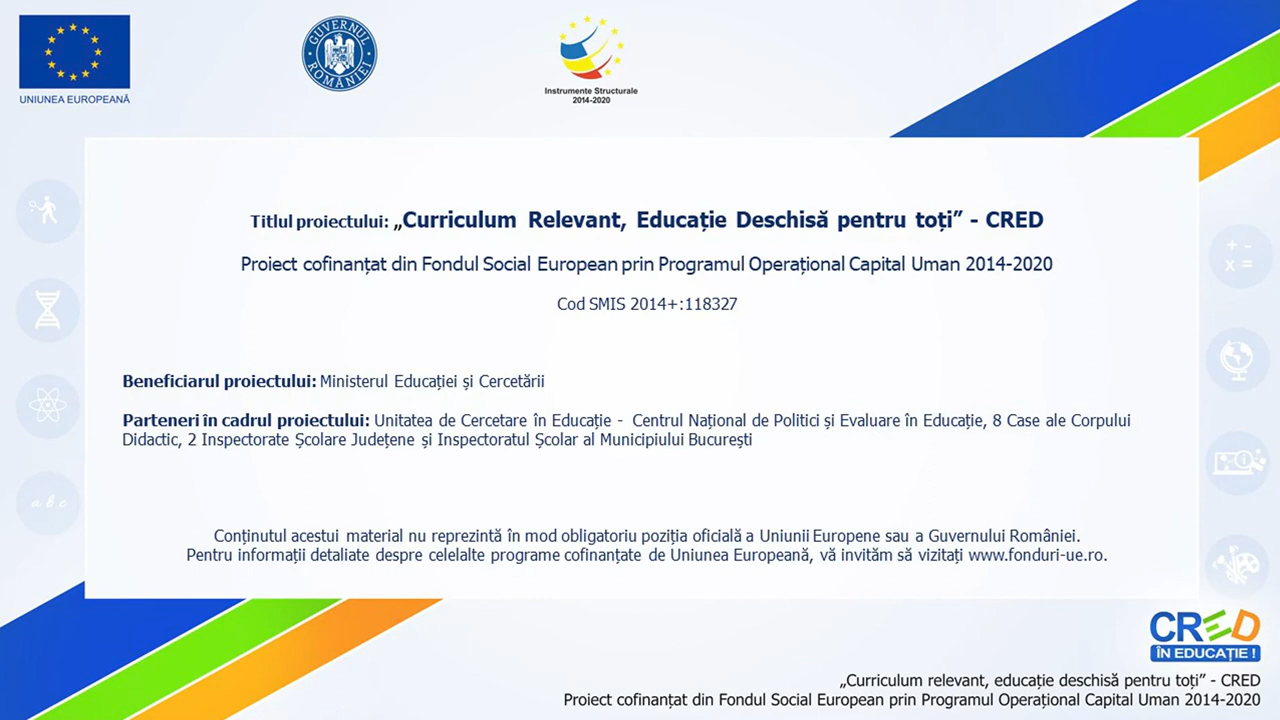 UNIUNEA EUROPEANĂ
GUVERNUL ROMÂNIEI
Instrumente Structurale
2014-2020
Titlul proiectului: „Curriculum Relevant, Educație Deschisă pentru toți” - CRED
Proiect cofinanțat din Fondul Social European prin Programul Operațional Capital Uman 2014-2020
Cod SMIS 2014+:118327
+ -
x =
Beneficiarul proiectului: Ministerul Educației și Cercetării
Parteneri în cadrul proiectului: Unitatea de Cercetare în Educație - Centrul Național de Politici și Evaluare în Educație, 8 Case ale Corpului
Didactic, 2 Inspectorate Școlare Județene și Inspectoratul Școlar al Municipiului București
a b c
Conținutul acestui material nu reprezintă în mod obligatoriu poziția oficială a Uniunii Europene sau a Guvernului României.
Pentru informații detaliate despre celelalte programe cofinanțate de Uniunea Europeană, vă invităm să vizitați www.fonduri-ue.ro.
CRED
ÎN EDUCAȚIE !
„Curriculum relevant, educație deschisă pentru toți” - CRED
Proiect cofinanțat din Fondul Social European prin Programul Operațional Capital Uman 2014-2020